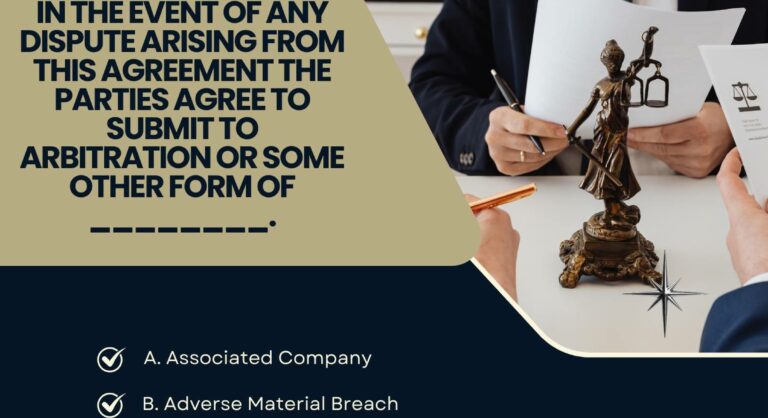 IN THE EVENT OF ANY
DISPUTE ARISING FROM
THIS AGREEMENT THE
PARTIES AGREE TO
SUBMIT TO
ARBITRATION OR SOME
OTHER FORM OF
________.
A. Associated Company
B. Adverse Material Breach